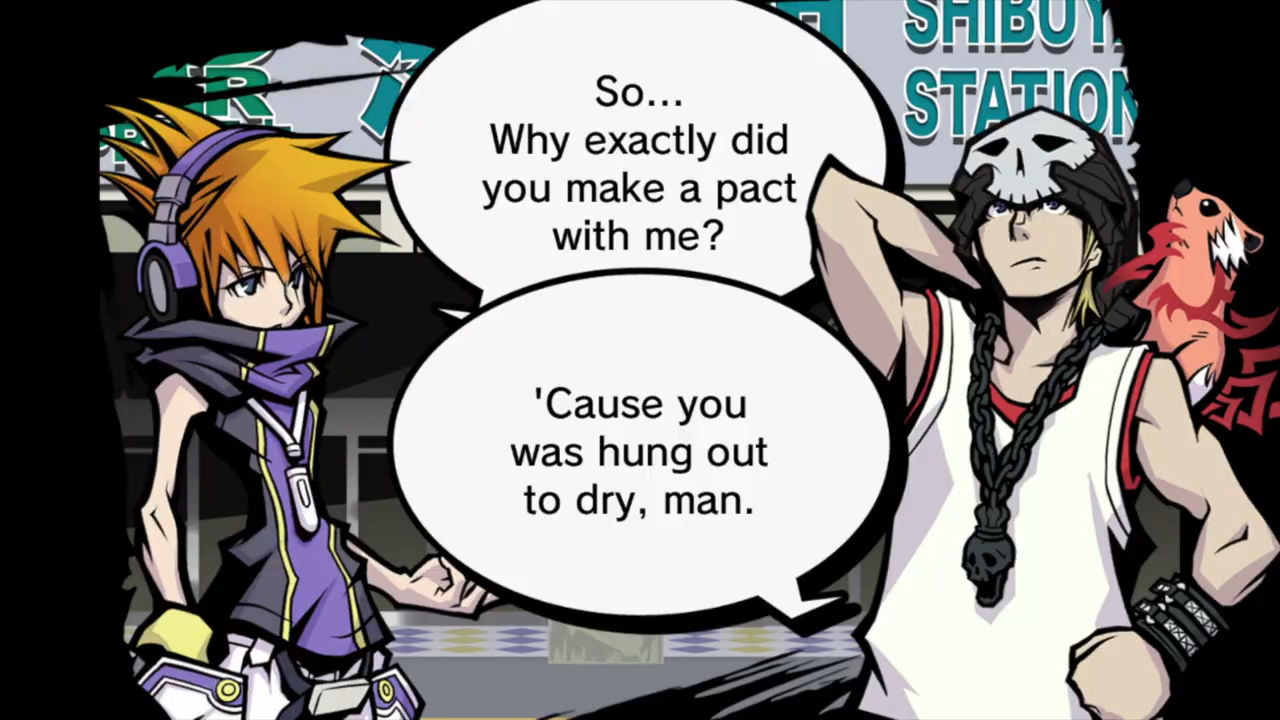 SHIBUY
STATION
So...
Why exactly did
you make a pact
with me?
'Cause you
was hung out
to dry, man.